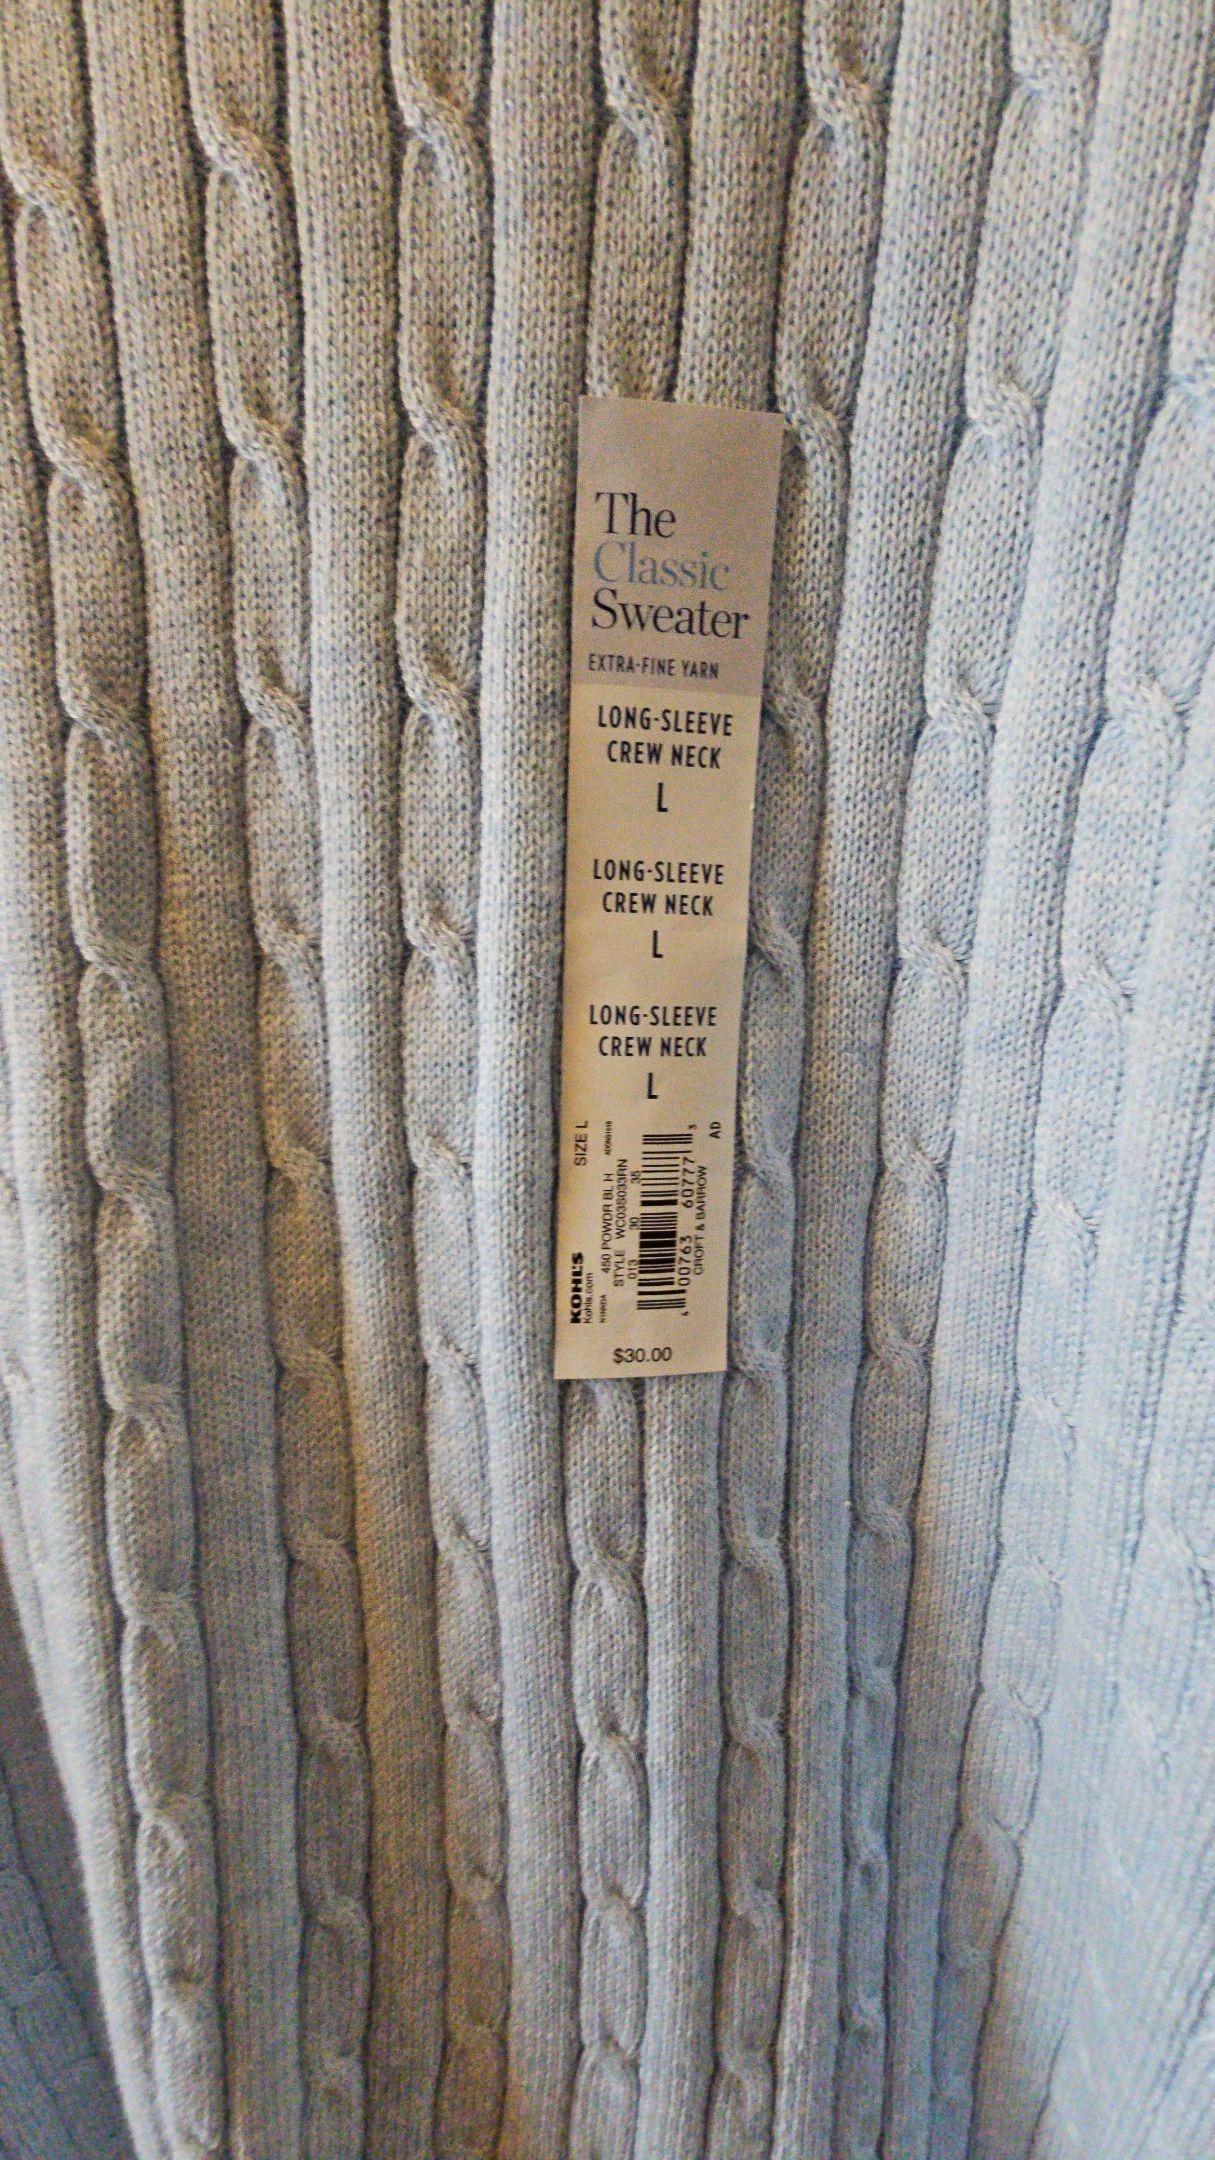 The
Classic
Sweater
EXTRA-FINE YARN
LONG-SLEEVE
CREW NECK
L
LONG-SLEEVE
CREW NECK
L
LONG-SLEEVE
CREW NECK
L
KOHL'S SIZE L
Kohls.com
450 POWDR BL H
STYLE WC03S033RN
013 30 35
4 00763 60777 3
CROFT & BARROW AD
$30.00